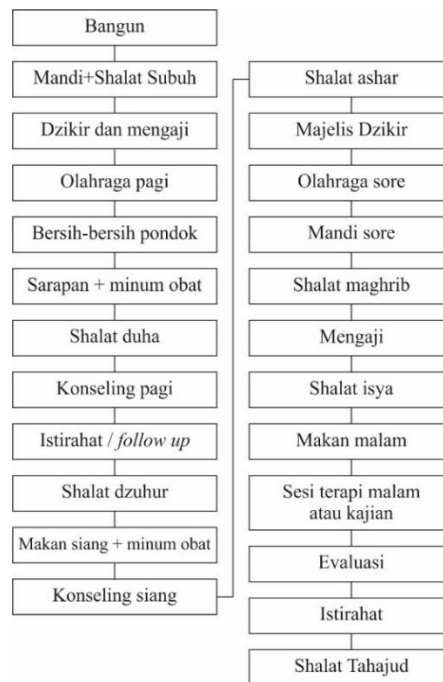 Bangun
Mandi+Shalat Subuh
Dzikir dan mengaji
Olahraga pagi
Bersih-bersih pondok
Sarapan + minum obat
Shalat duha
Konseling pagi
Istirahat / follow up
Shalat dzuhur
Makan siang + minum obat
Konseling siang
Shalat ashar
Majelis Dzikir
Olahraga sore
Mandi sore
Shalat maghrib
Mengaji
Shalat isya
Makan malam
Sesi terapi malam
atau kajian
Evaluasi
Istirahat
Shalat Tahajud